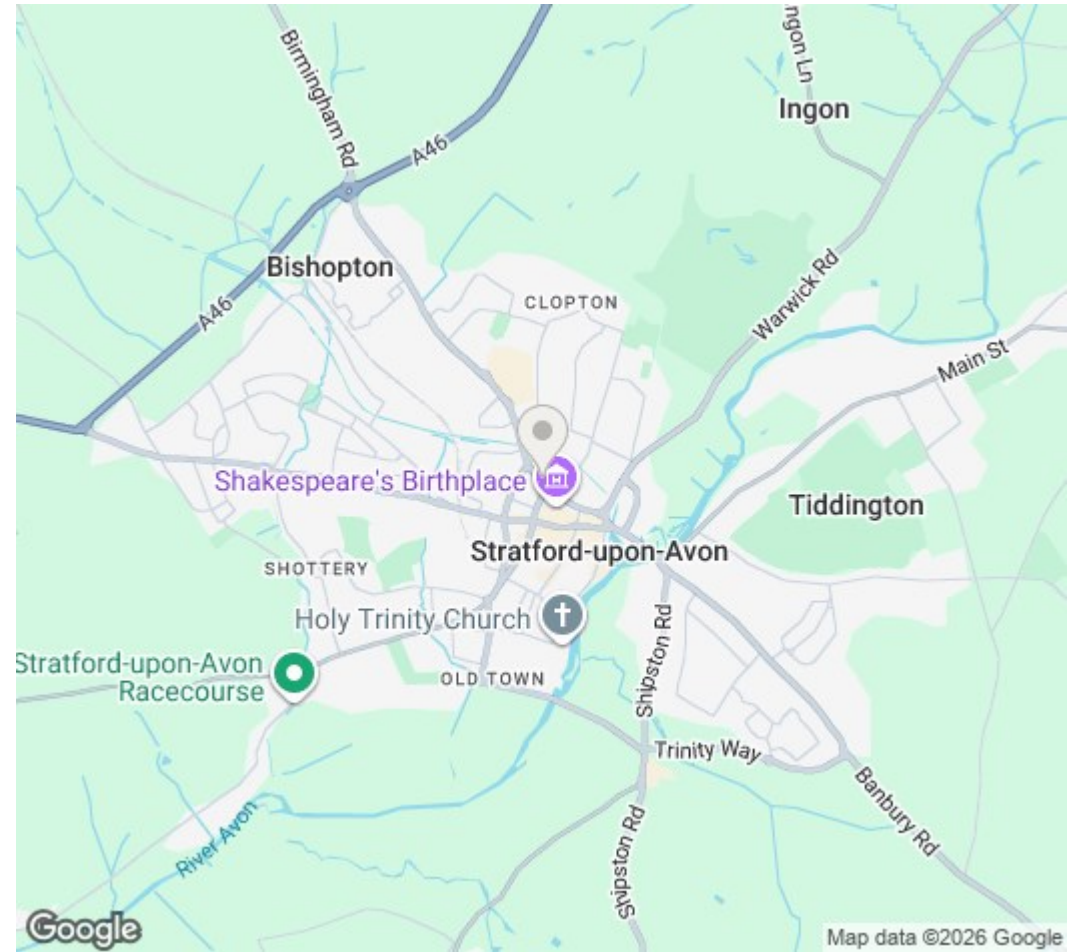 Birmingham Rd
A46
ngon Ln
Ingon
Bishopton
A46
CLOPTON
Warwick Rd
Main St
Shakespeare's Birthplace
Tiddington
Stratford-upon-Avon
SHOTTERY
Holy Trinity Church
Stratford-upon-Avon
Racecourse
OLD TOWN
Shipston Rd
Trinity Way
Banbury Rd
River Avon
Shipston Rd
Google
Map data ©2026 Google